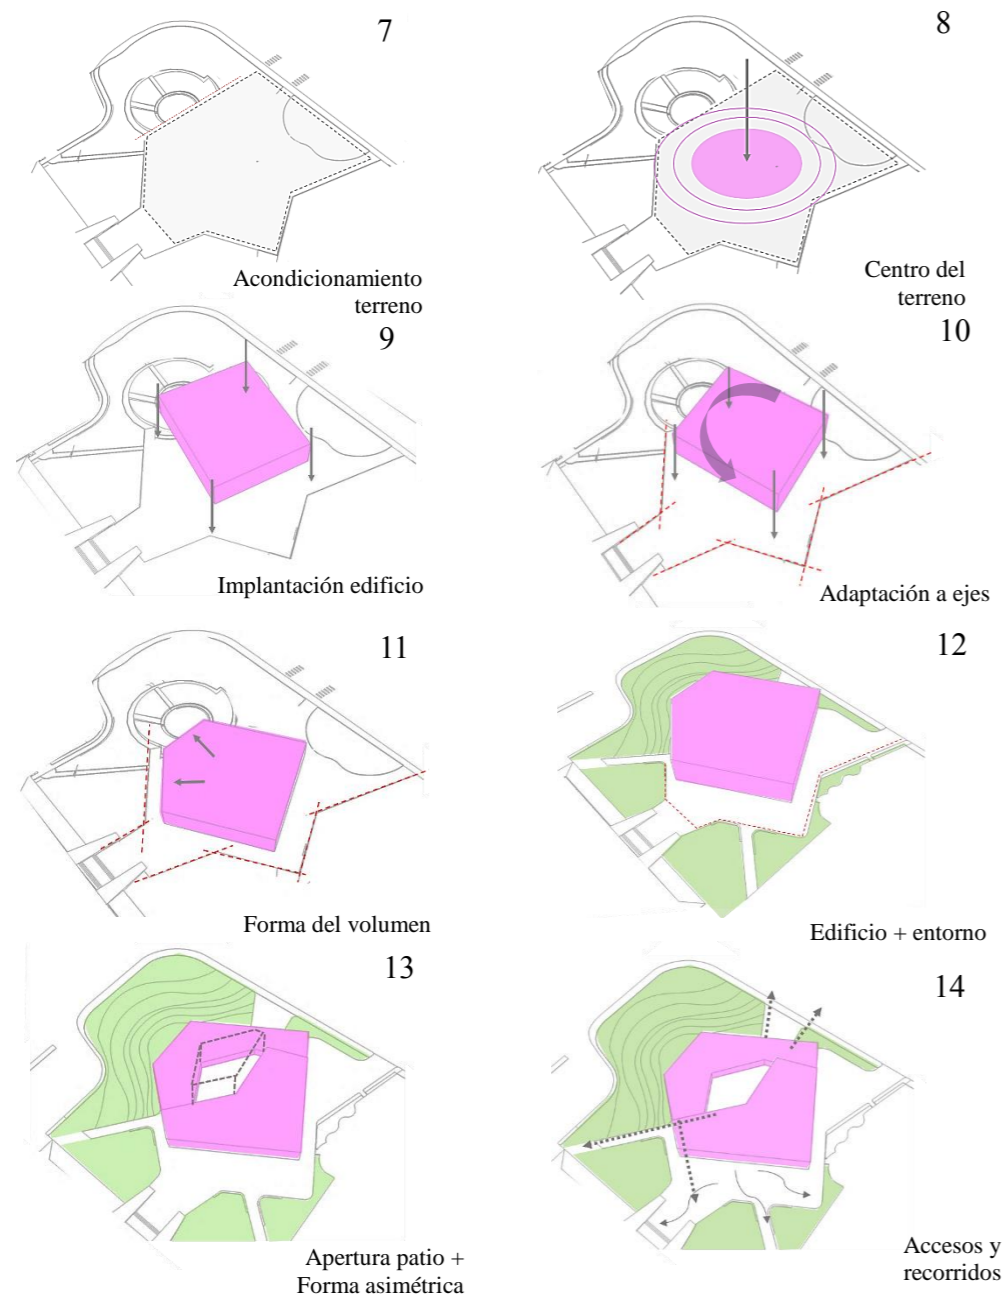 7
Acondicionamiento
terreno
8
Centro del
terreno
9
Implantación edificio
10
Adaptación a ejes
11
Forma del volumen
12
Edificio + entorno
13
Apertura patio +
Forma asimétrica
14
Accesos y
recorridos